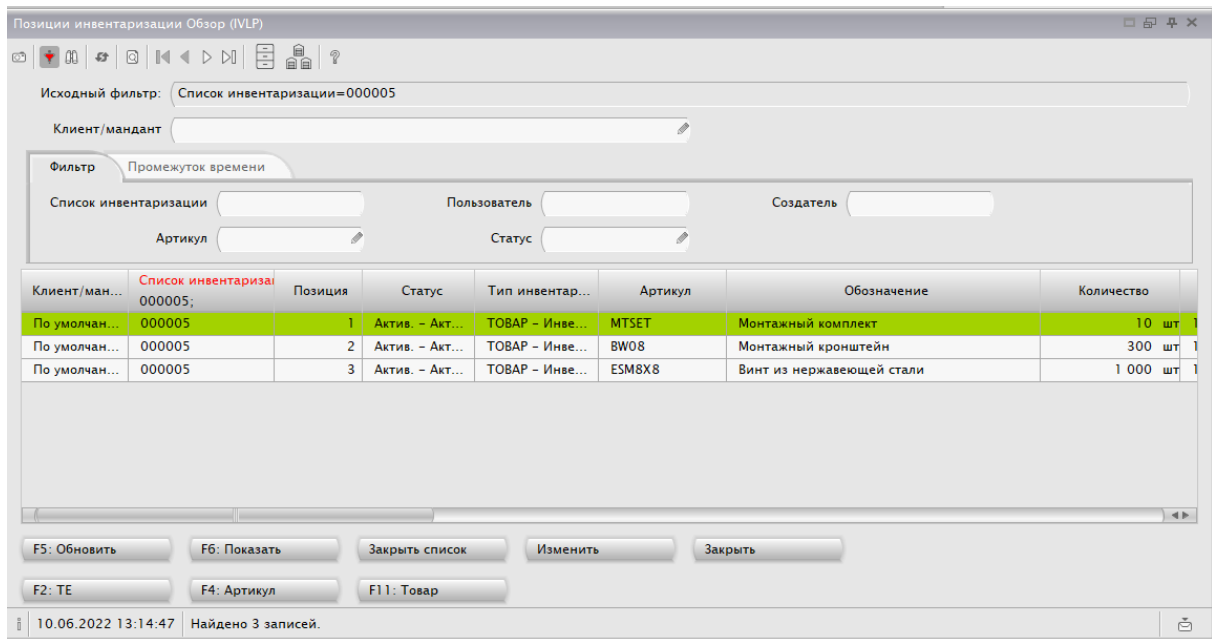 Позиции инвентаризации Обзор (IVLP)
Исходный фильтр: Список инвентаризации=000005
Клиент/мандант
Фильтр Промежуток времени
Список инвентаризации Пользователь Создатель
Артикул Статус
Клиент/ман... Список инвентариза 000005; Позиция Статус Тип инвентар... Артикул Обозначение Количество
По умолчан... 000005 1 Актив. – Акт... ТОВАР – Инве... MTSET Монтажный комплект 10 шт 1
По умолчан... 000005 2 Актив. – Акт... ТОВАР – Инве... BW08 Монтажный кронштейн 300 шт 1
По умолчан... 000005 3 Актив. – Акт... ТОВАР – Инве... ESM8X8 Винт из нержавеющей стали 1 000 шт 1
F5: Обновить F6: Показать Закрыть список Изменить Закрыть
F2: TE F4: Артикул F11: Товар
10.06.2022 13:14:47 Найдено 3 записей.